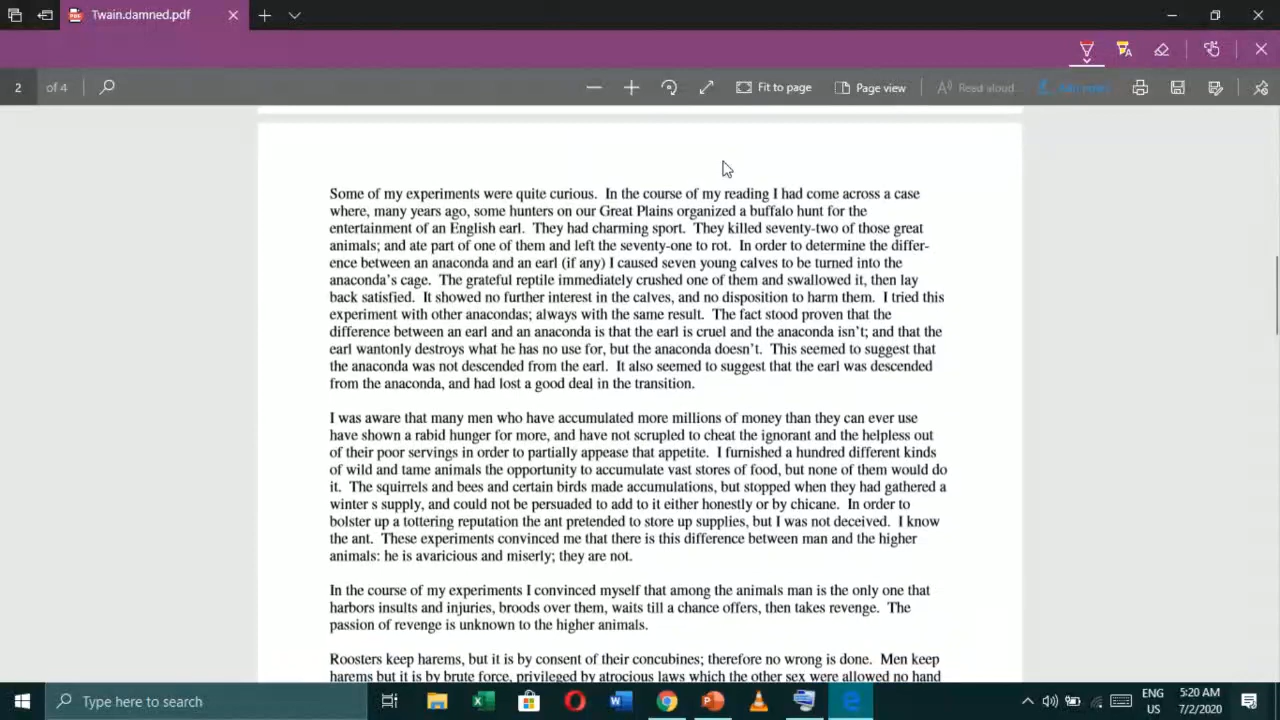 Twain.damned.pdf
2 of 4
Fit to page
Page view
Read aloud
Some of my experiments were quite curious. In the course of my reading I had come across a case
where, many years ago, some hunters on our Great Plains organized a buffalo hunt for the
entertainment of an English earl. They had charming sport. They killed seventy-two of those great
animals; and ate part of one of them and left the seventy-one to rot. In order to determine the differ-
ence between an anaconda and an earl (if any) I caused seven young calves to be turned into the
anaconda's cage. The grateful reptile immediately crushed one of them and swallowed it, then lay
back satisfied. It showed no further interest in the calves, and no disposition to harm them. I tried this
experiment with other anacondas; always with the same result. The fact stood proven that the
difference between an earl and an anaconda is that the earl is cruel and the anaconda isn't; and that the
earl wantonly destroys what he has no use for, but the anaconda doesn't. This seemed to suggest that
the anaconda was not descended from the earl. It also seemed to suggest that the earl was descended
from the anaconda, and had lost a good deal in the transition.
I was aware that many men who have accumulated more millions of money than they can ever use
have shown a rabid hunger for more, and have not scrupled to cheat the ignorant and the helpless out
of their poor servings in order to partially appease that appetite. I furnished a hundred different kinds
of wild and tame animals the opportunity to accumulate vast stores of food, but none of them would do
it. The squirrels and bees and certain birds made accumulations, but stopped when they had gathered a
winter s supply, and could not be persuaded to add to it either honestly or by chicane. In order to
bolster up a tottering reputation the ant pretended to store up supplies, but I was not deceived. I know
the ant. These experiments convinced me that there is this difference between man and the higher
animals: he is avaricious and miserly; they are not.
In the course of my experiments I convinced myself that among the animals man is the only one that
harbors insults and injuries, broods over them, waits till a chance offers, then takes revenge. The
passion of revenge is unknown to the higher animals.
Roosters keep harems, but it is by consent of their concubines; therefore no wrong is done. Men keep
harems but it is by brute force, privileged by atrocious laws which the other sex were allowed no hand
Type here to search
ENG
US
5:20 AM
7/2/2020